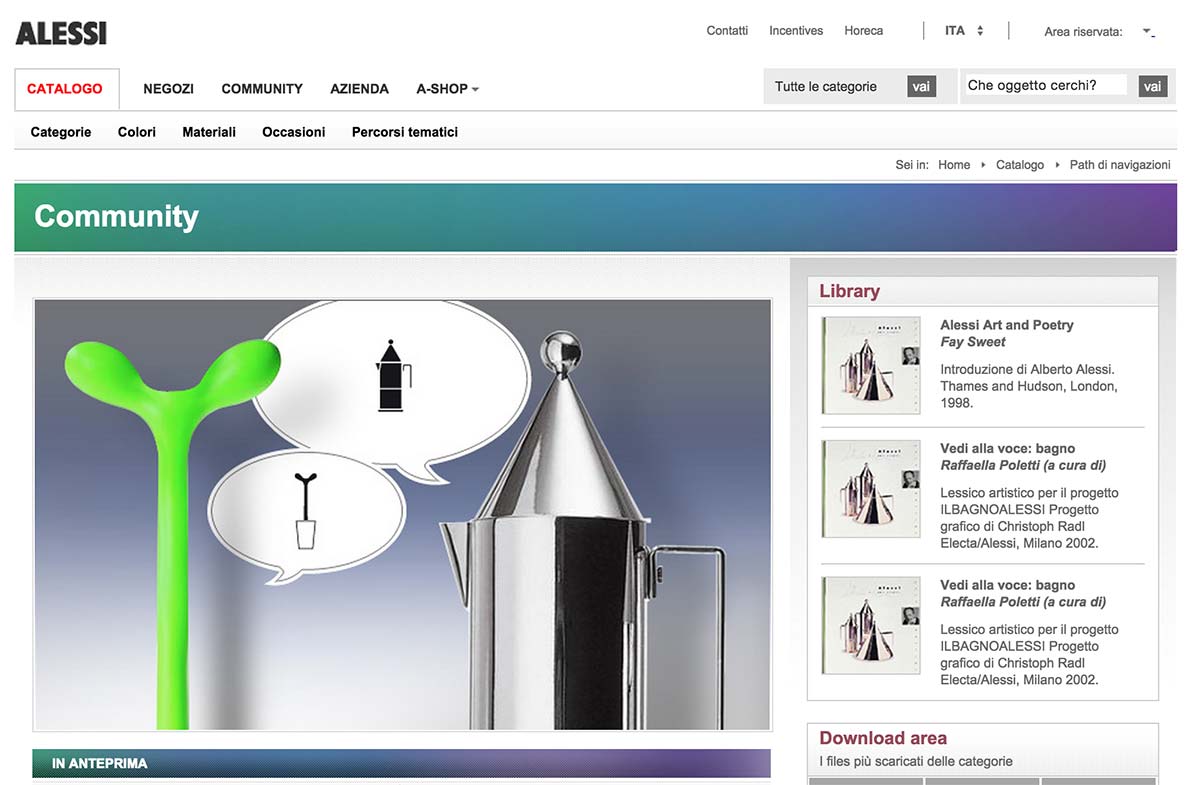 ALESSI
Contatti Incentives Horeca ITA Area riservata:
CATALOGO NEGOZI COMMUNITY AZIENDA A-SHOP Tutte le categorie vai Che oggetto cerchi? vai
Categorie Colori Materiali Occasioni Percorsi tematici
Sei in: Home Catalogo Path di navigazioni
Community
Library
Alessi Art and Poetry
Fay Sweet
Introduzione di Alberto Alessi.
Thames and Hudson, London,
1998.
Vedi alla voce: bagno
Raffaella Poletti (a cura di)
Lessico artistico per il progetto
ILBAGNOALESSI Progetto
grafico di Christoph Radl
Electa/Alessi, Milano 2002.
Vedi alla voce: bagno
Raffaella Poletti (a cura di)
Lessico artistico per il progetto
ILBAGNOALESSI Progetto
grafico di Christoph Radl
Electa/Alessi, Milano 2002.
IN ANTEPRIMA
Download area
I files più scaricati delle categorie